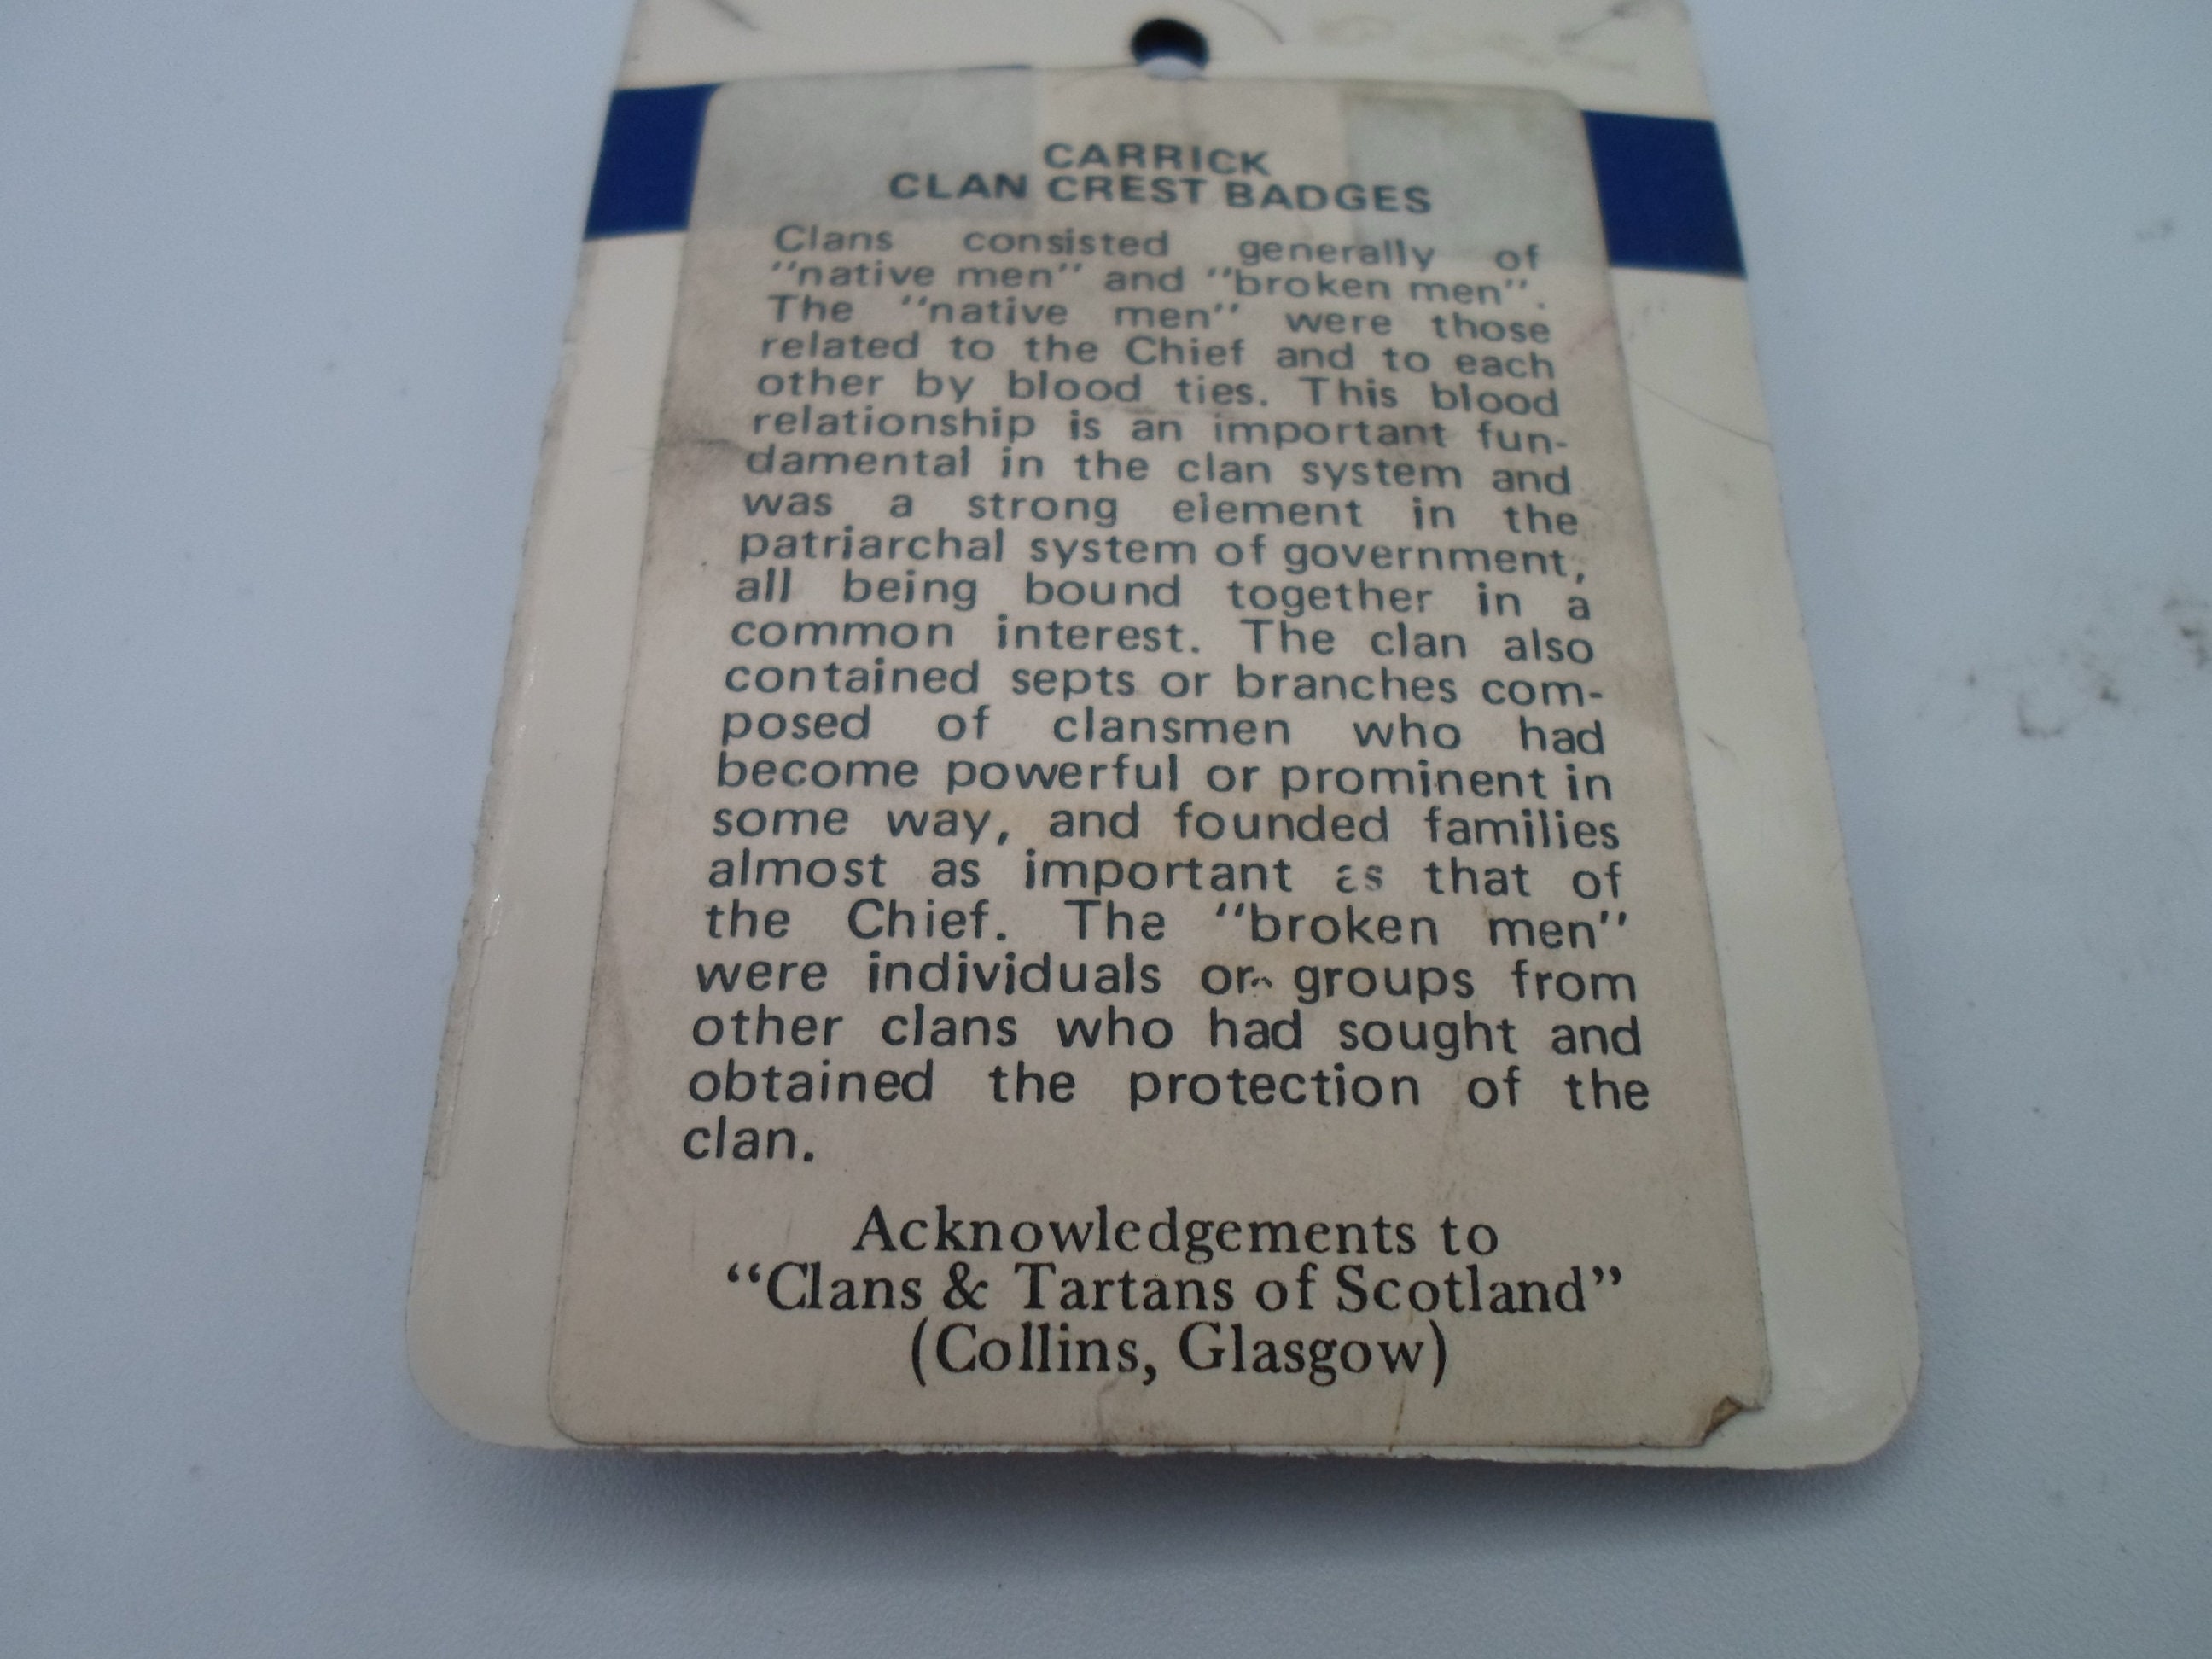 CARRICK
CLAN CREST BADGES
Clans consisted generally of
"native men" and "broken men".
The "native men" were those
related to the Chief and to each
other by blood ties. This blood
relationship is an important fun-
damental in the clan system and
was a strong element in the
patriarchal system of government,
all being bound together in a
common interest. The clan also
contained septs or branches com-
posed of clansmen who had
become powerful or prominent in
some way, and founded families
almost as important as that of
the Chief. The "broken men"
were individuals or groups from
other clans who had sought and
obtained the protection of the
clan.
Acknowledgements to
“Clans & Tartans of Scotland”
(Collins, Glasgow)